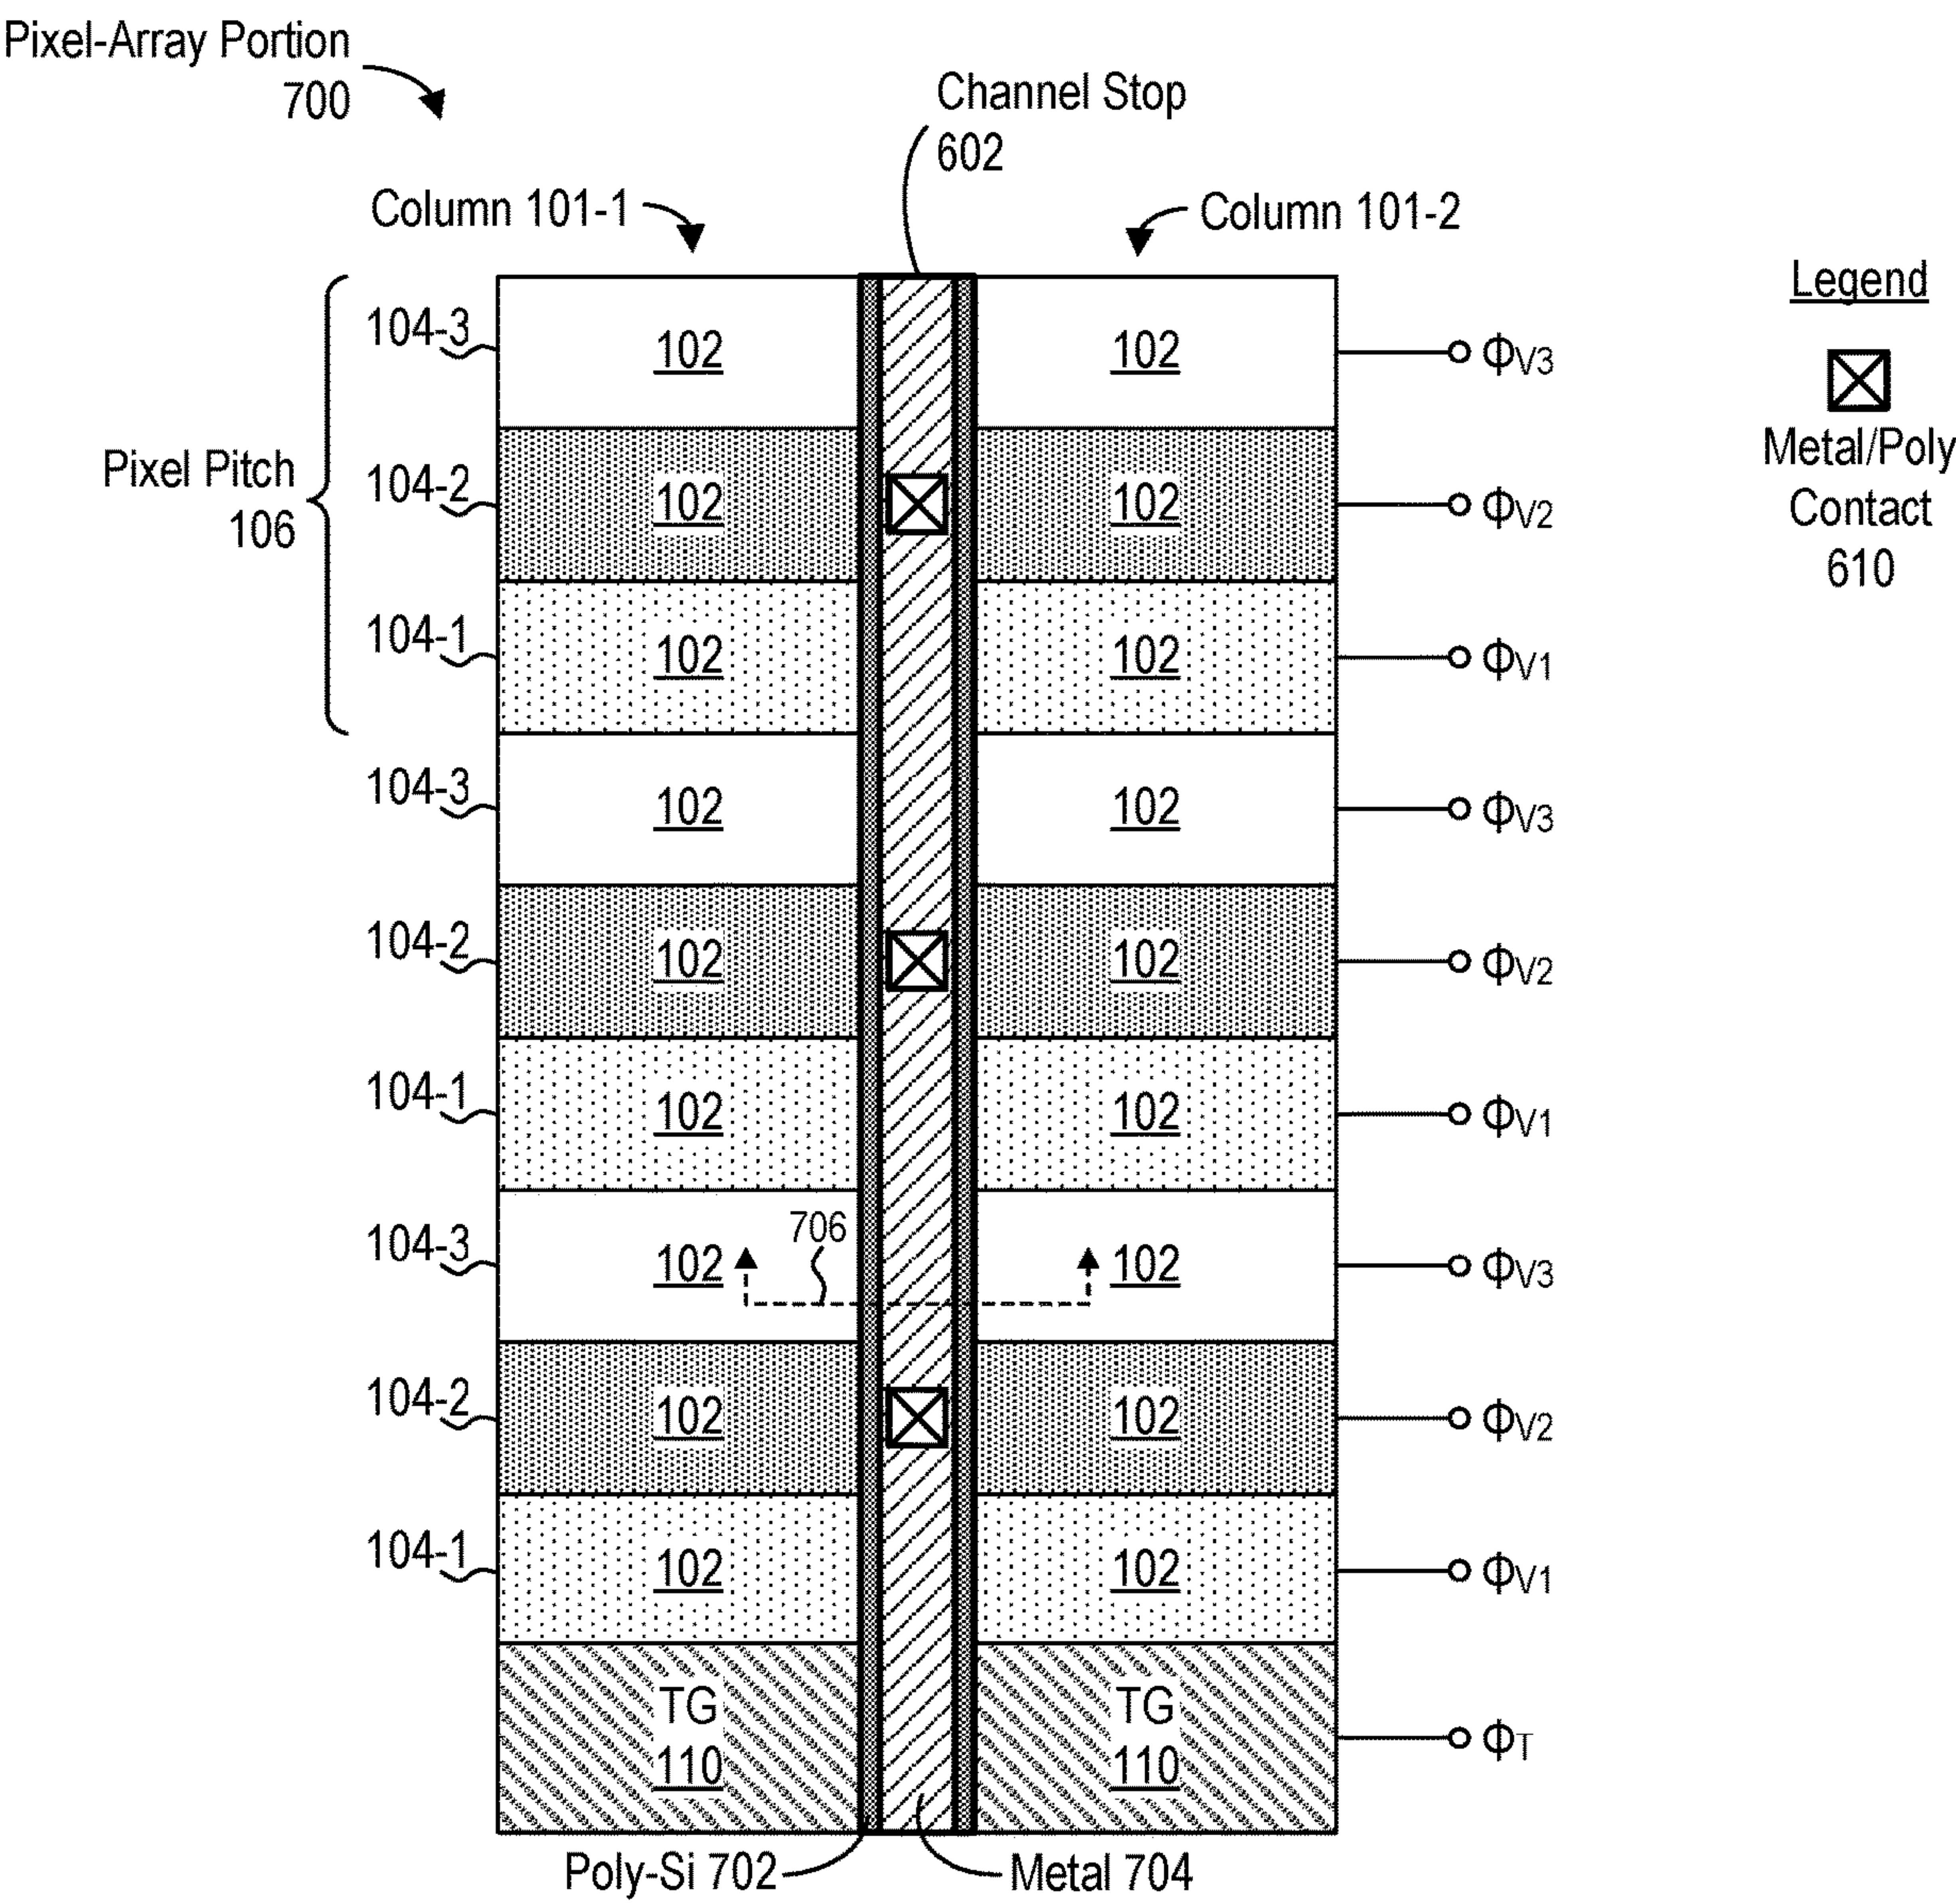 Pixel-Array Portion
700
Channel Stop
602
Column 101-1
Column 101-2
Legend
Metal/Poly
Contact
610
Pixel Pitch
106
104-3 102 102 ΦV3
104-2 102 102 ΦV2
104-1 102 102 ΦV1
104-3 102 102 ΦV3
104-2 102 102 ΦV2
104-1 102 102 ΦV1
706
104-3 102 102 ΦV3
104-2 102 102 ΦV2
104-1 102 102 ΦV1
TG TG
110 110
ΦT
Poly-Si 702
Metal 704